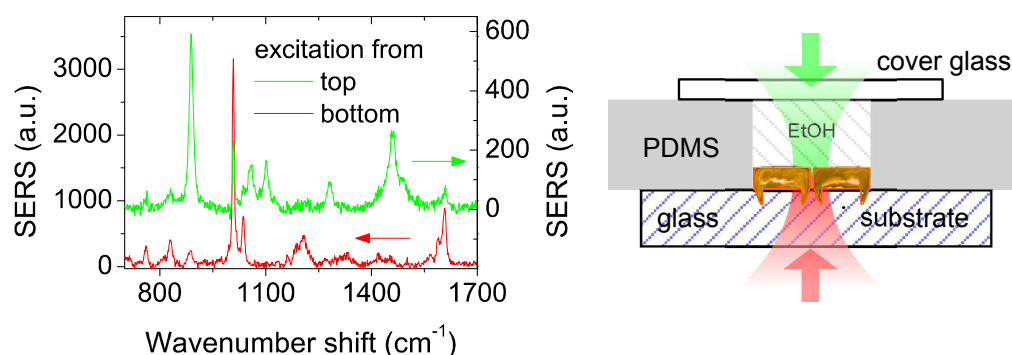 SERS (a.u.)
3000
2000
1000
0
excitation from
top
bottom
600
400
200
0
SERS (a.u.)
800
1100
1400
1700
Wavenumber shift (cm⁻¹)
cover glass
EtOH
PDMS
glass
substrate